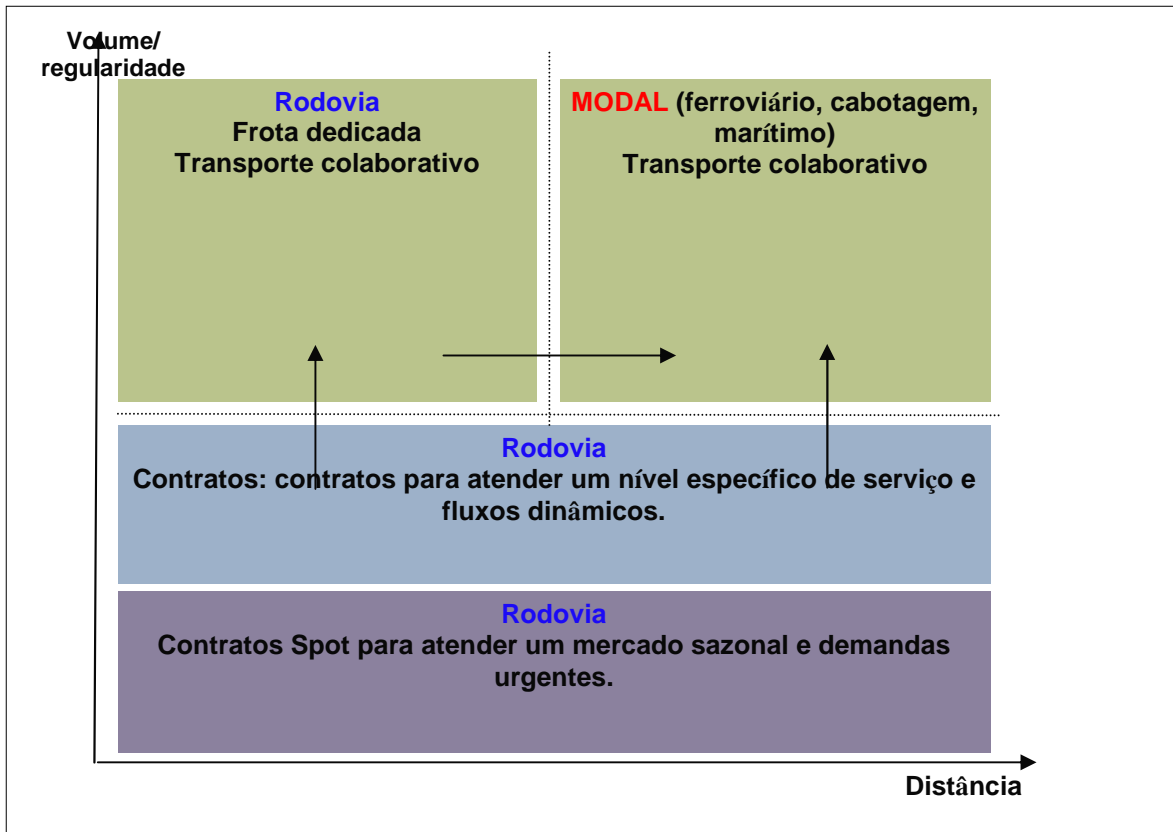 Volume/
regularidade
Rodovia
Frota dedicada
Transporte colaborativo
MODAL (ferroviário, cabotagem,
marítimo)
Transporte colaborativo
Rodovia
Contratos: contratos para atender um nível específico de serviço e
fluxos dinâmicos.
Rodovia
Contratos Spot para atender um mercado sazonal e demandas
urgentes.
Distância